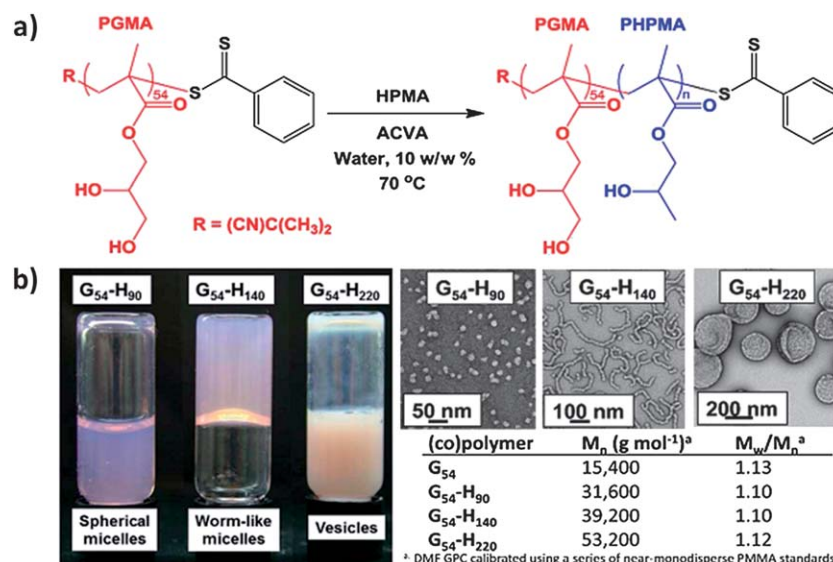 a)
PGMA
R
54
S
S
O
O
HO
HO
R = (CN)C(CH₃)₂
HPMA
ACVA
Water, 10 w/w %
70 °C
PGMA PHPMA
R
54
n
S
S
O
O
O
O
HO
HO
HO
b)
G₅₄-H₉₀ G₅₄-H₁₄₀ G₅₄-H₂₂₀
Spherical micelles
Worm-like micelles
Vesicles
G₅₄-H₉₀ G₅₄-H₁₄₀ G₅₄-H₂₂₀
50 nm 100 nm 200 nm
(co)polymer Mₙ (g mol⁻¹)ᵃ M_w/Mₙᵃ
G₅₄ 15,400 1.13
G₅₄-H₉₀ 31,600 1.10
G₅₄-H₁₄₀ 39,200 1.10
G₅₄-H₂₂₀ 53,200 1.12
a. DMF GPC calibrated using a series of near-monodisperse PMMA standards